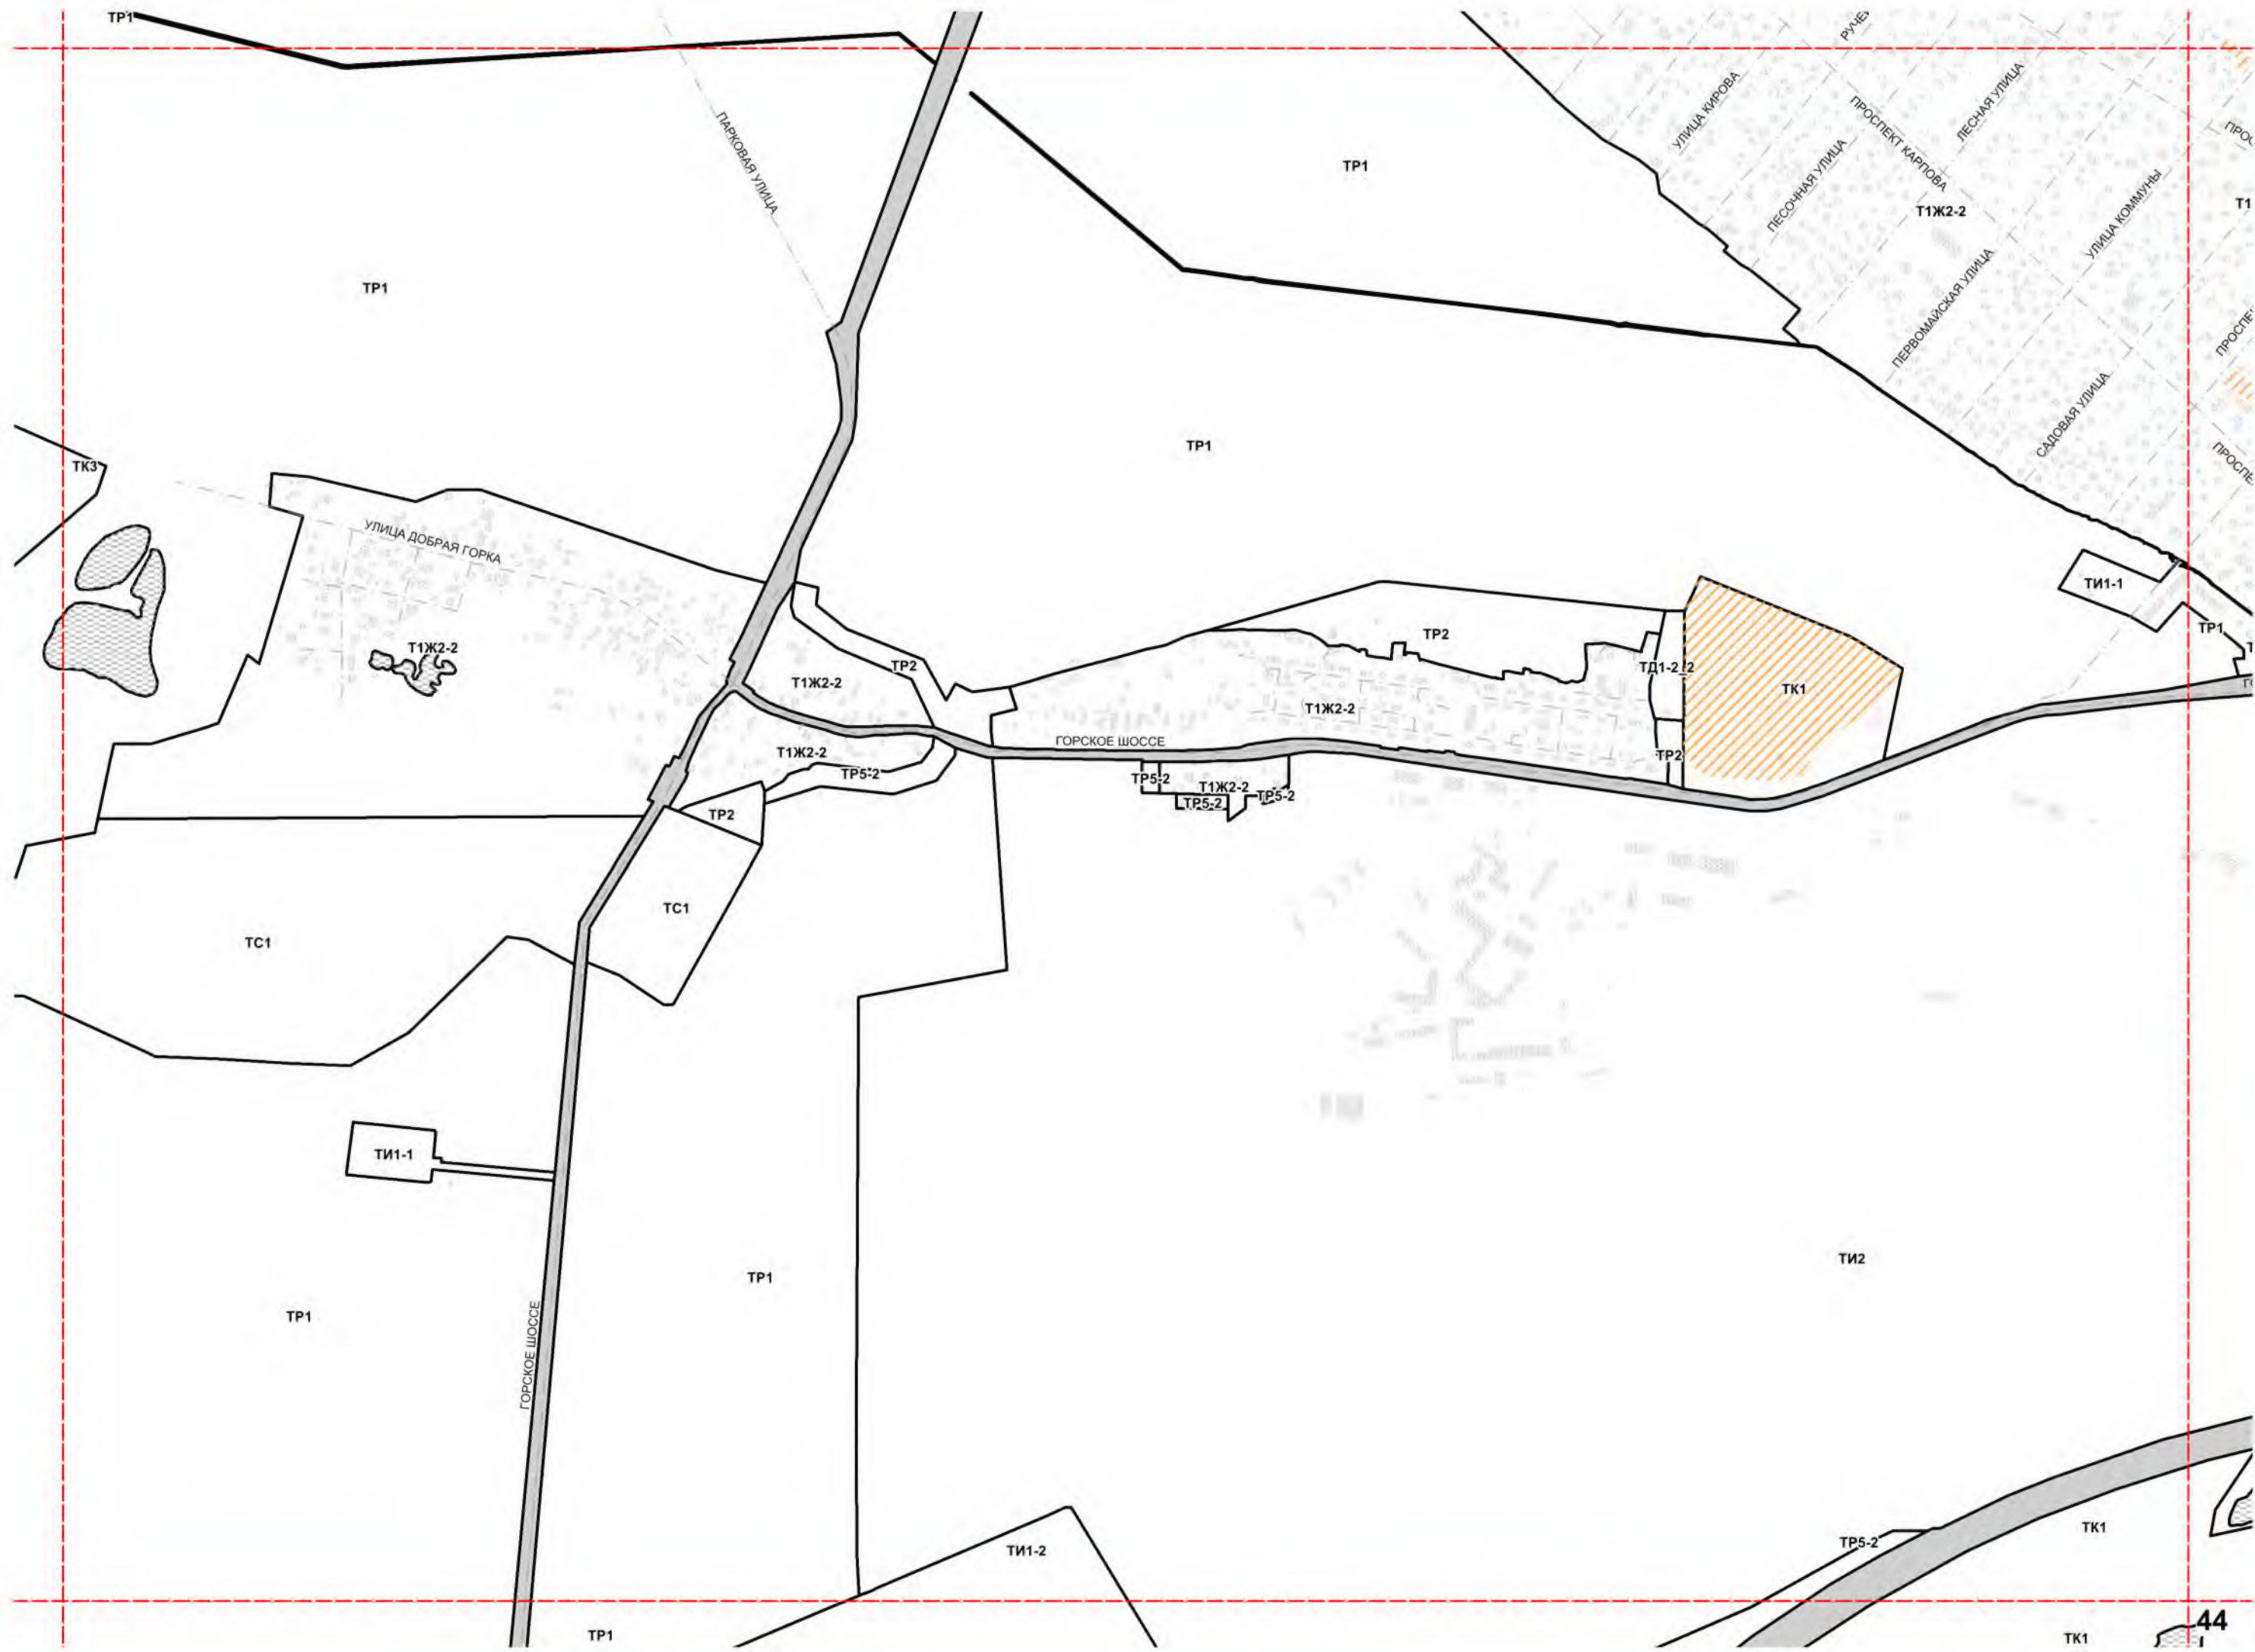 ТР1
УЛИЦА КИРОВА
ПРОСПЕКТ КАРПОВА
ЛЕСНАЯ УЛИЦА
ПАРКОВАЯ УЛИЦА
ТР1
ПЕСОЧНАЯ УЛИЦА
Т1Ж2-2
УЛИЦА КОММУНЫ
ТР1
ПЕРВОМАЙСКАЯ УЛИЦА
САДОВАЯ УЛИЦА
ТР1
ТК3
УЛИЦА ДОБРАЯ ГОРКА
ТИ1-1
ТР1
Т1Ж2-2
ТР2
ТР2
ТД1-2_2
ТК1
Т1Ж2-2
Т1Ж2-2
ГОРСКОЕ ШОССЕ
Т1Ж2-2
ТР2
ТР5-2
ТР5-2
Т1Ж2-2
ТР5-2
ТР5-2
ТР2
ТС1
ТС1
ТИ1-1
ТР1
ТР1
ГОРСКОЕ ШОССЕ
ТИ2
ТИ1-2
ТР5-2
ТК1
ТР1
ТК1
44